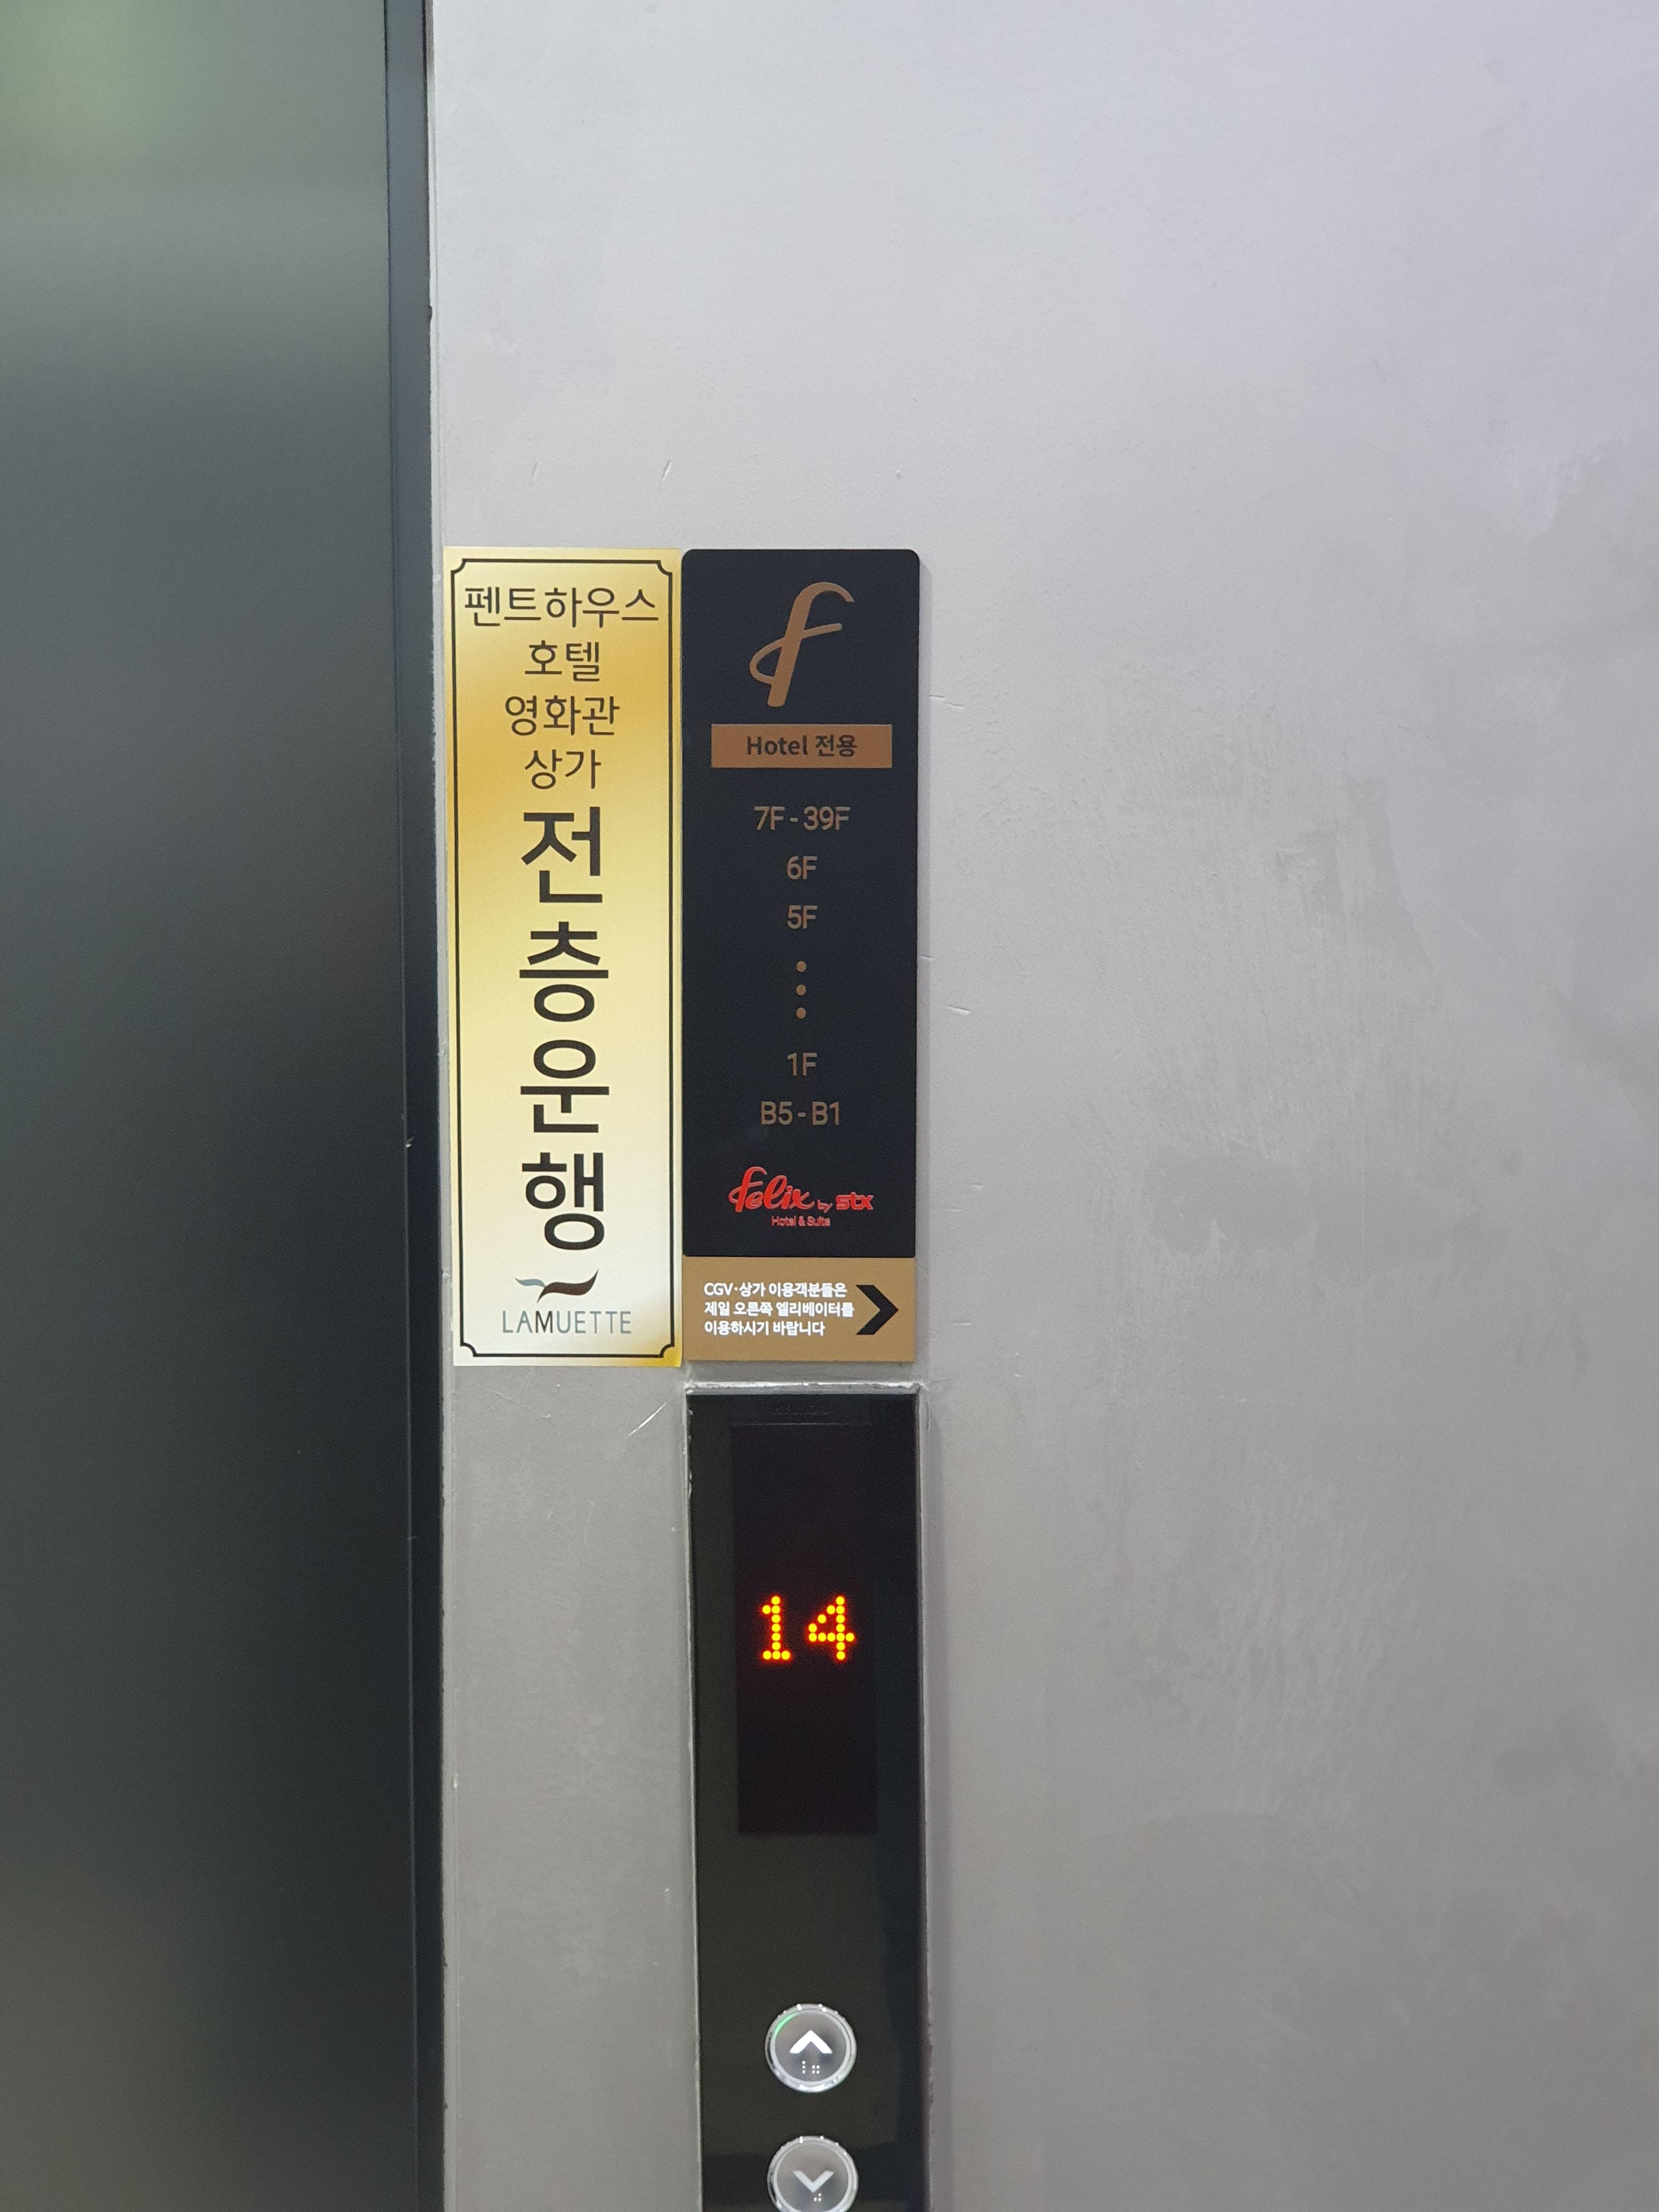 펜트하우스
호텔
영화관
상가
전
층
운
행
LAMUETTE
f
Hotel 전용
7F - 39F
6F
5F
1F
B5 - B1
felix by stx
Hotel & Suite
CGV·상가 이용객분들은
제일 오른쪽 엘리베이터를
이용하시기 바랍니다
14